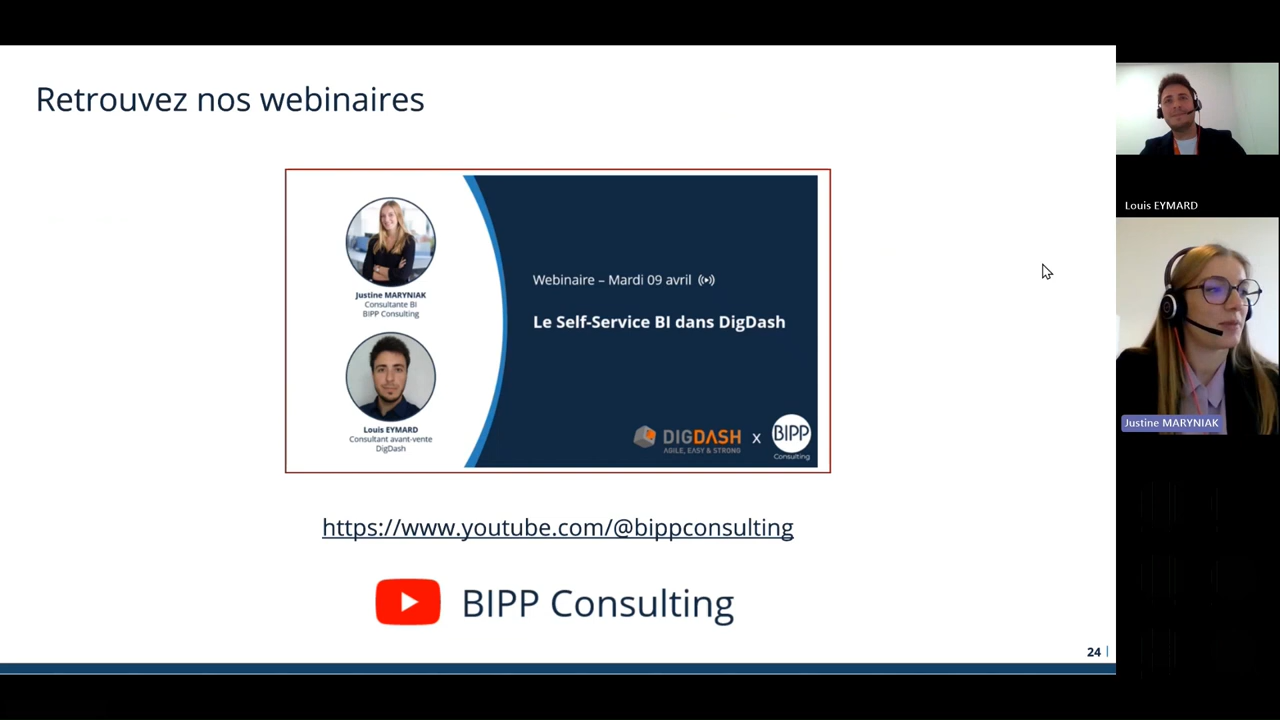 Retrouvez nos webinaires
Justine MARYNIAK
Consultante BI
BIPP Consulting
Louis EYMARD
Consultant avant-vente
DigDash
Webinaire – Mardi 09 avril
Le Self-Service BI dans DigDash
DIGDASH
AGILE, EASY & STRONG
x
BIPP
Consulting
https://www.youtube.com/@bippconsulting
BIPP Consulting
24
Louis EYMARD
Justine MARYNIAK